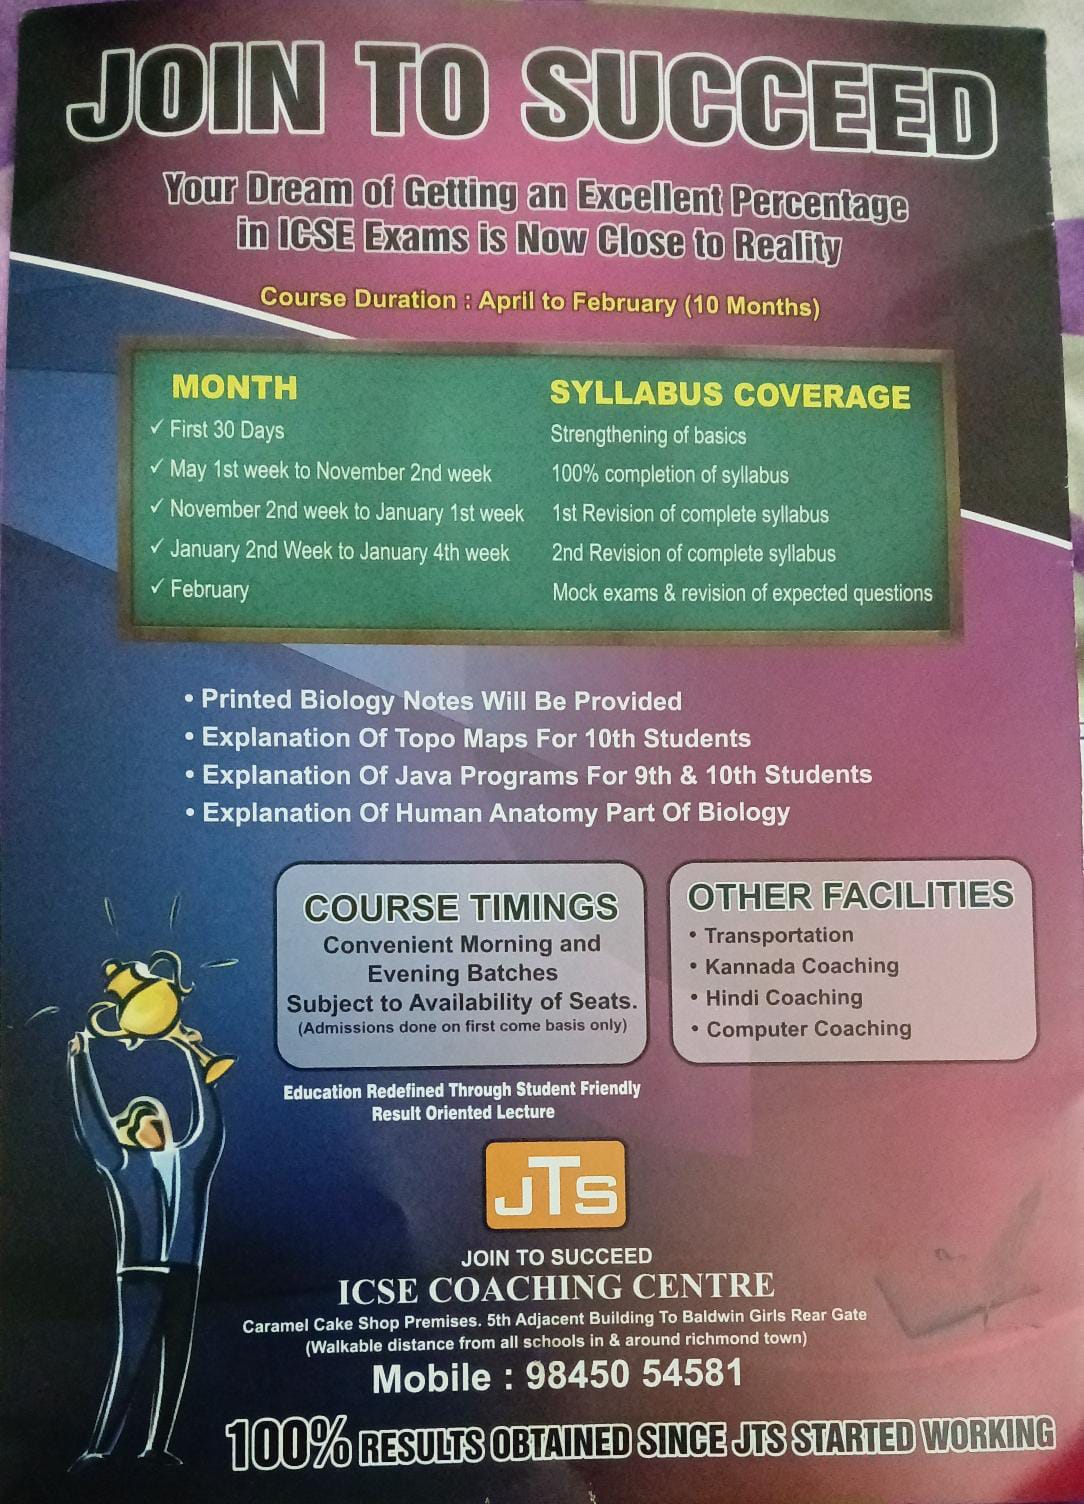 JOIN TO SUCCEED
Your Dream of Getting an Excellent Percentage
in ICSE Exams is Now Close to Reality
Course Duration : April to February (10 Months)
MONTH SYLLABUS COVERAGE
✓ First 30 Days Strengthening of basics
✓ May 1st week to November 2nd week 100% completion of syllabus
✓ November 2nd week to January 1st week 1st Revision of complete syllabus
✓ January 2nd Week to January 4th week 2nd Revision of complete syllabus
✓ February Mock exams & revision of expected questions
• Printed Biology Notes Will Be Provided
• Explanation Of Topo Maps For 10th Students
• Explanation Of Java Programs For 9th & 10th Students
• Explanation Of Human Anatomy Part Of Biology
COURSE TIMINGS
Convenient Morning and
Evening Batches
Subject to Availability of Seats.
(Admissions done on first come basis only)
OTHER FACILITIES
• Transportation
• Kannada Coaching
• Hindi Coaching
• Computer Coaching
Education Redefined Through Student Friendly
Result Oriented Lecture
JTS
JOIN TO SUCCEED
ICSE COACHING CENTRE
Caramel Cake Shop Premises. 5th Adjacent Building To Baldwin Girls Rear Gate
(Walkable distance from all schools in & around richmond town)
Mobile : 98450 54581
100% RESULTS OBTAINED SINCE JTS STARTED WORKING